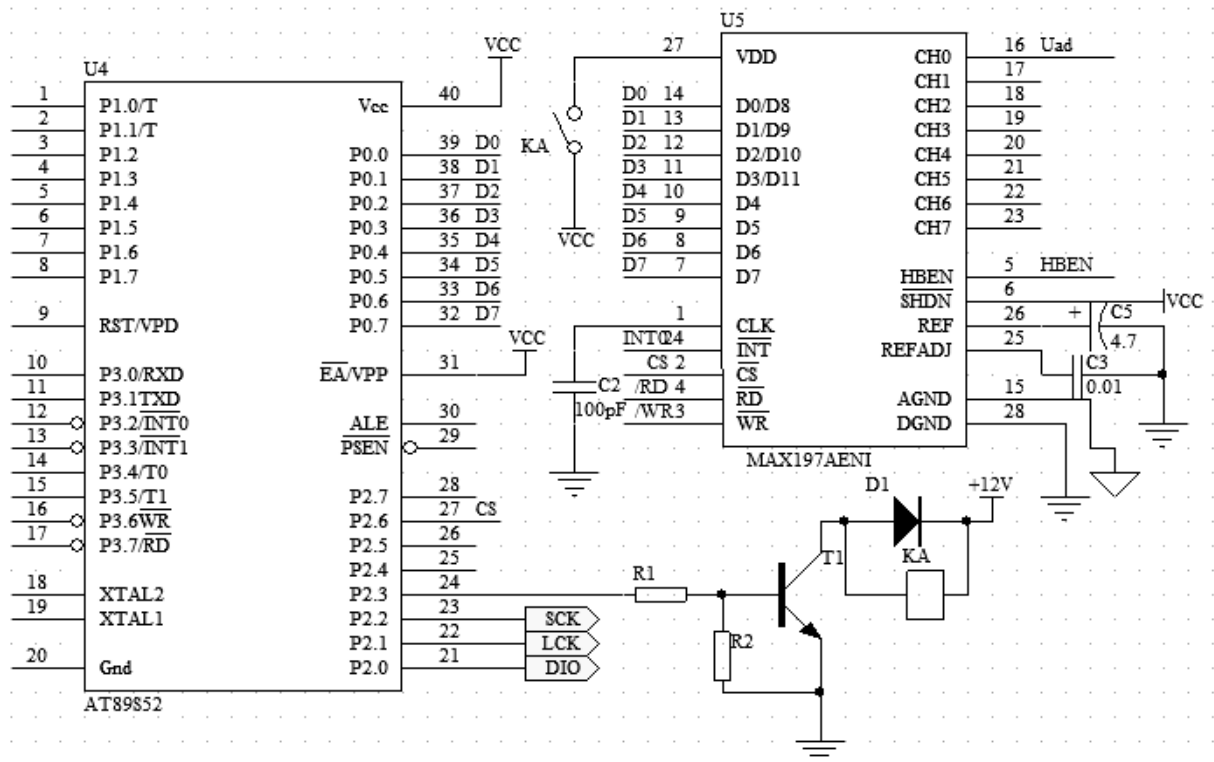 U4
VCC
1 P1.0/T Vcc 40
2 P1.1/T
3 P1.2 P0.0 39 D0
4 P1.3 P0.1 38 D1
5 P1.4 P0.2 37 D2
6 P1.5 P0.3 36 D3
7 P1.6 P0.4 35 D4
8 P1.7 P0.5 34 D5
P0.6 33 D6
9 RST/VPD P0.7 32 D7
VCC
10 P3.0/RXD EA/VPP 31
11 P3.1TXD
12 P3.2/INT0 ALE 30
13 P3.3/INT1 PSEN 29
14 P3.4/T0
15 P3.5/T1 P2.7 28
16 P3.6WR P2.6 27 CS
17 P3.7/RD P2.5 26
P2.4 25
18 XTAL2 P2.3 24
19 XTAL1 P2.2 23 SCK
P2.1 22 LCK
20 Gnd P2.0 21 DIO
AT89852
U5
27 VDD CH0 16 Uad
CH1 17
D0 14 D0/D8 CH2 18
D1 13 D1/D9 CH3 19
D2 12 D2/D10 CH4 20
D3 11 D3/D11 CH5 21
D4 10 D4 CH6 22
D5 9 D5 CH7 23
D6 8 D6
D7 7 D7 HBEN 5 HBEN
SHDN 6 VCC
1 CLK REF 26
INT0 24 INT REFADJ 25
CS 2 CS
/RD 4 RD AGND 15
/WR 3 WR DGND 28
MAX197AENI
KA
VCC
C2
100pF
+ C5
4.7
C3
0.01
D1 +12V
KA
T1
R1
R2